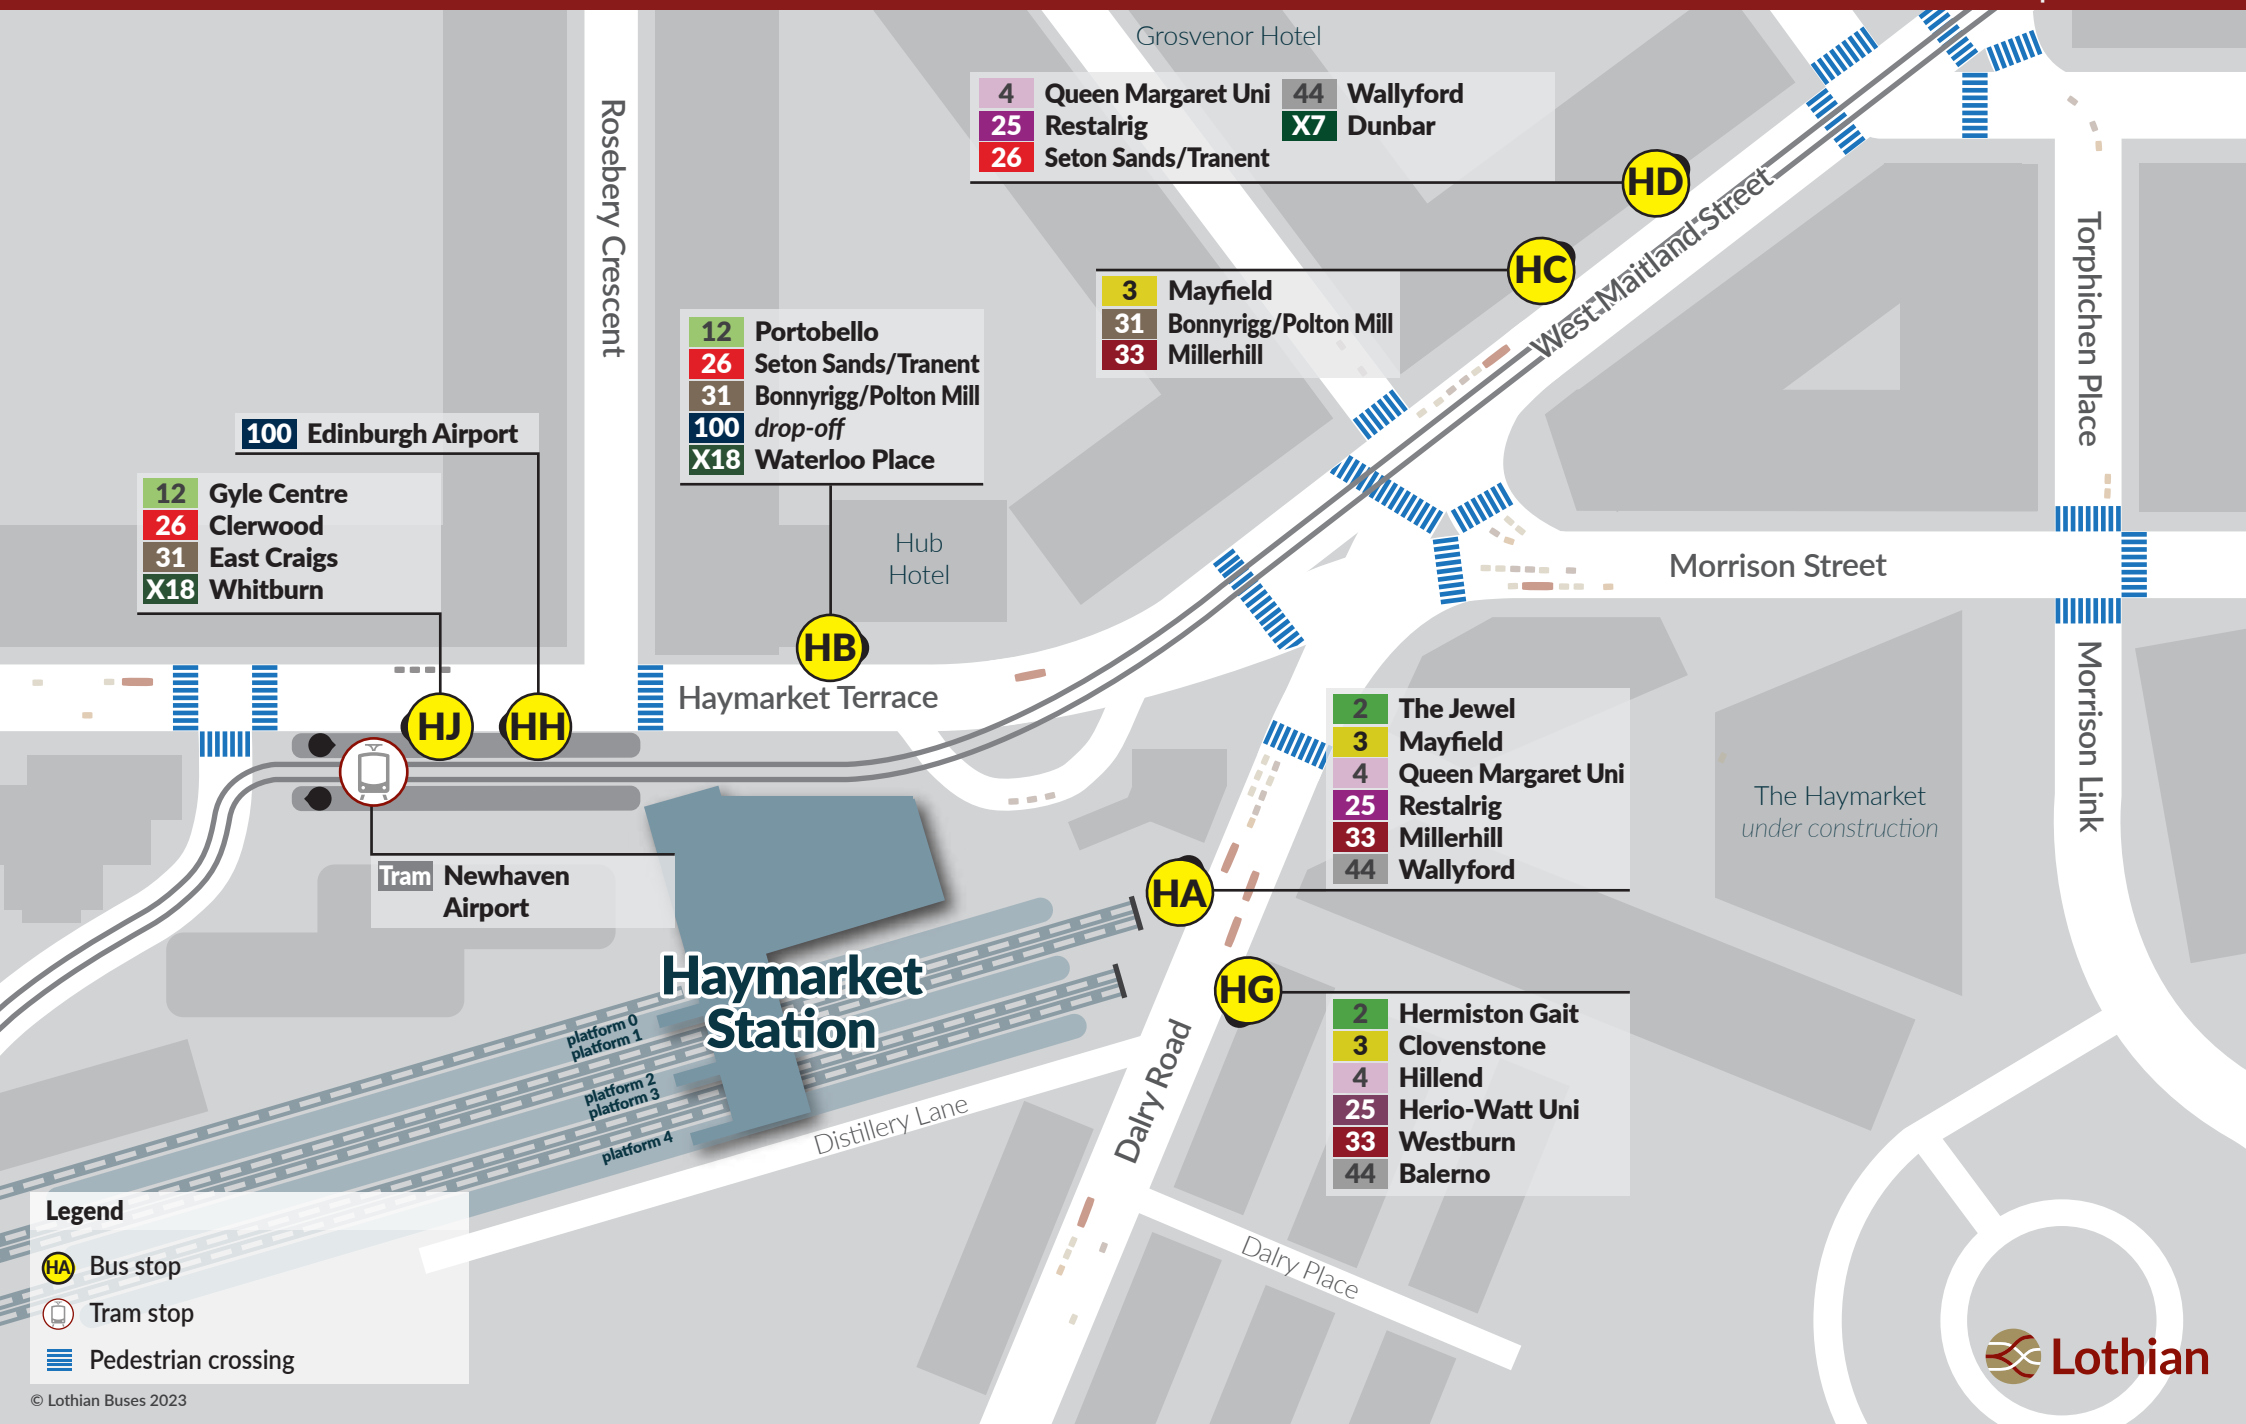 Grosvenor Hotel
4 Queen Margaret Uni 44 Wallyford
25 Restalrig X7 Dunbar
26 Seton Sands/Tranent
HD
HC
3 Mayfield
31 Bonnyrigg/Polton Mill
33 Millerhill
West Maitland Street
Torphichen Place
Rosebery Crescent
12 Portobello
26 Seton Sands/Tranent
31 Bonnyrigg/Polton Mill
100 drop-off
X18 Waterloo Place
100 Edinburgh Airport
12 Gyle Centre
26 Clerwood
31 East Craigs
X18 Whitburn
Hub
Hotel
Morrison Street
HB
Haymarket Terrace
HJ
HH
Morrison Link
2 The Jewel
3 Mayfield
4 Queen Margaret Uni
25 Restalrig
33 Millerhill
44 Wallyford
The Haymarket
under construction
Tram Newhaven
Airport
HA
HG
Haymarket
Station
platform 0
platform 1
platform 2
platform 3
platform 4
2 Hermiston Gait
3 Clovenstone
4 Hillend
25 Herio-Watt Uni
33 Westburn
44 Balerno
Dalry Road
Distillery Lane
Dalry Place
Legend
HA Bus stop
Tram stop
Pedestrian crossing
© Lothian Buses 2023
Lothian